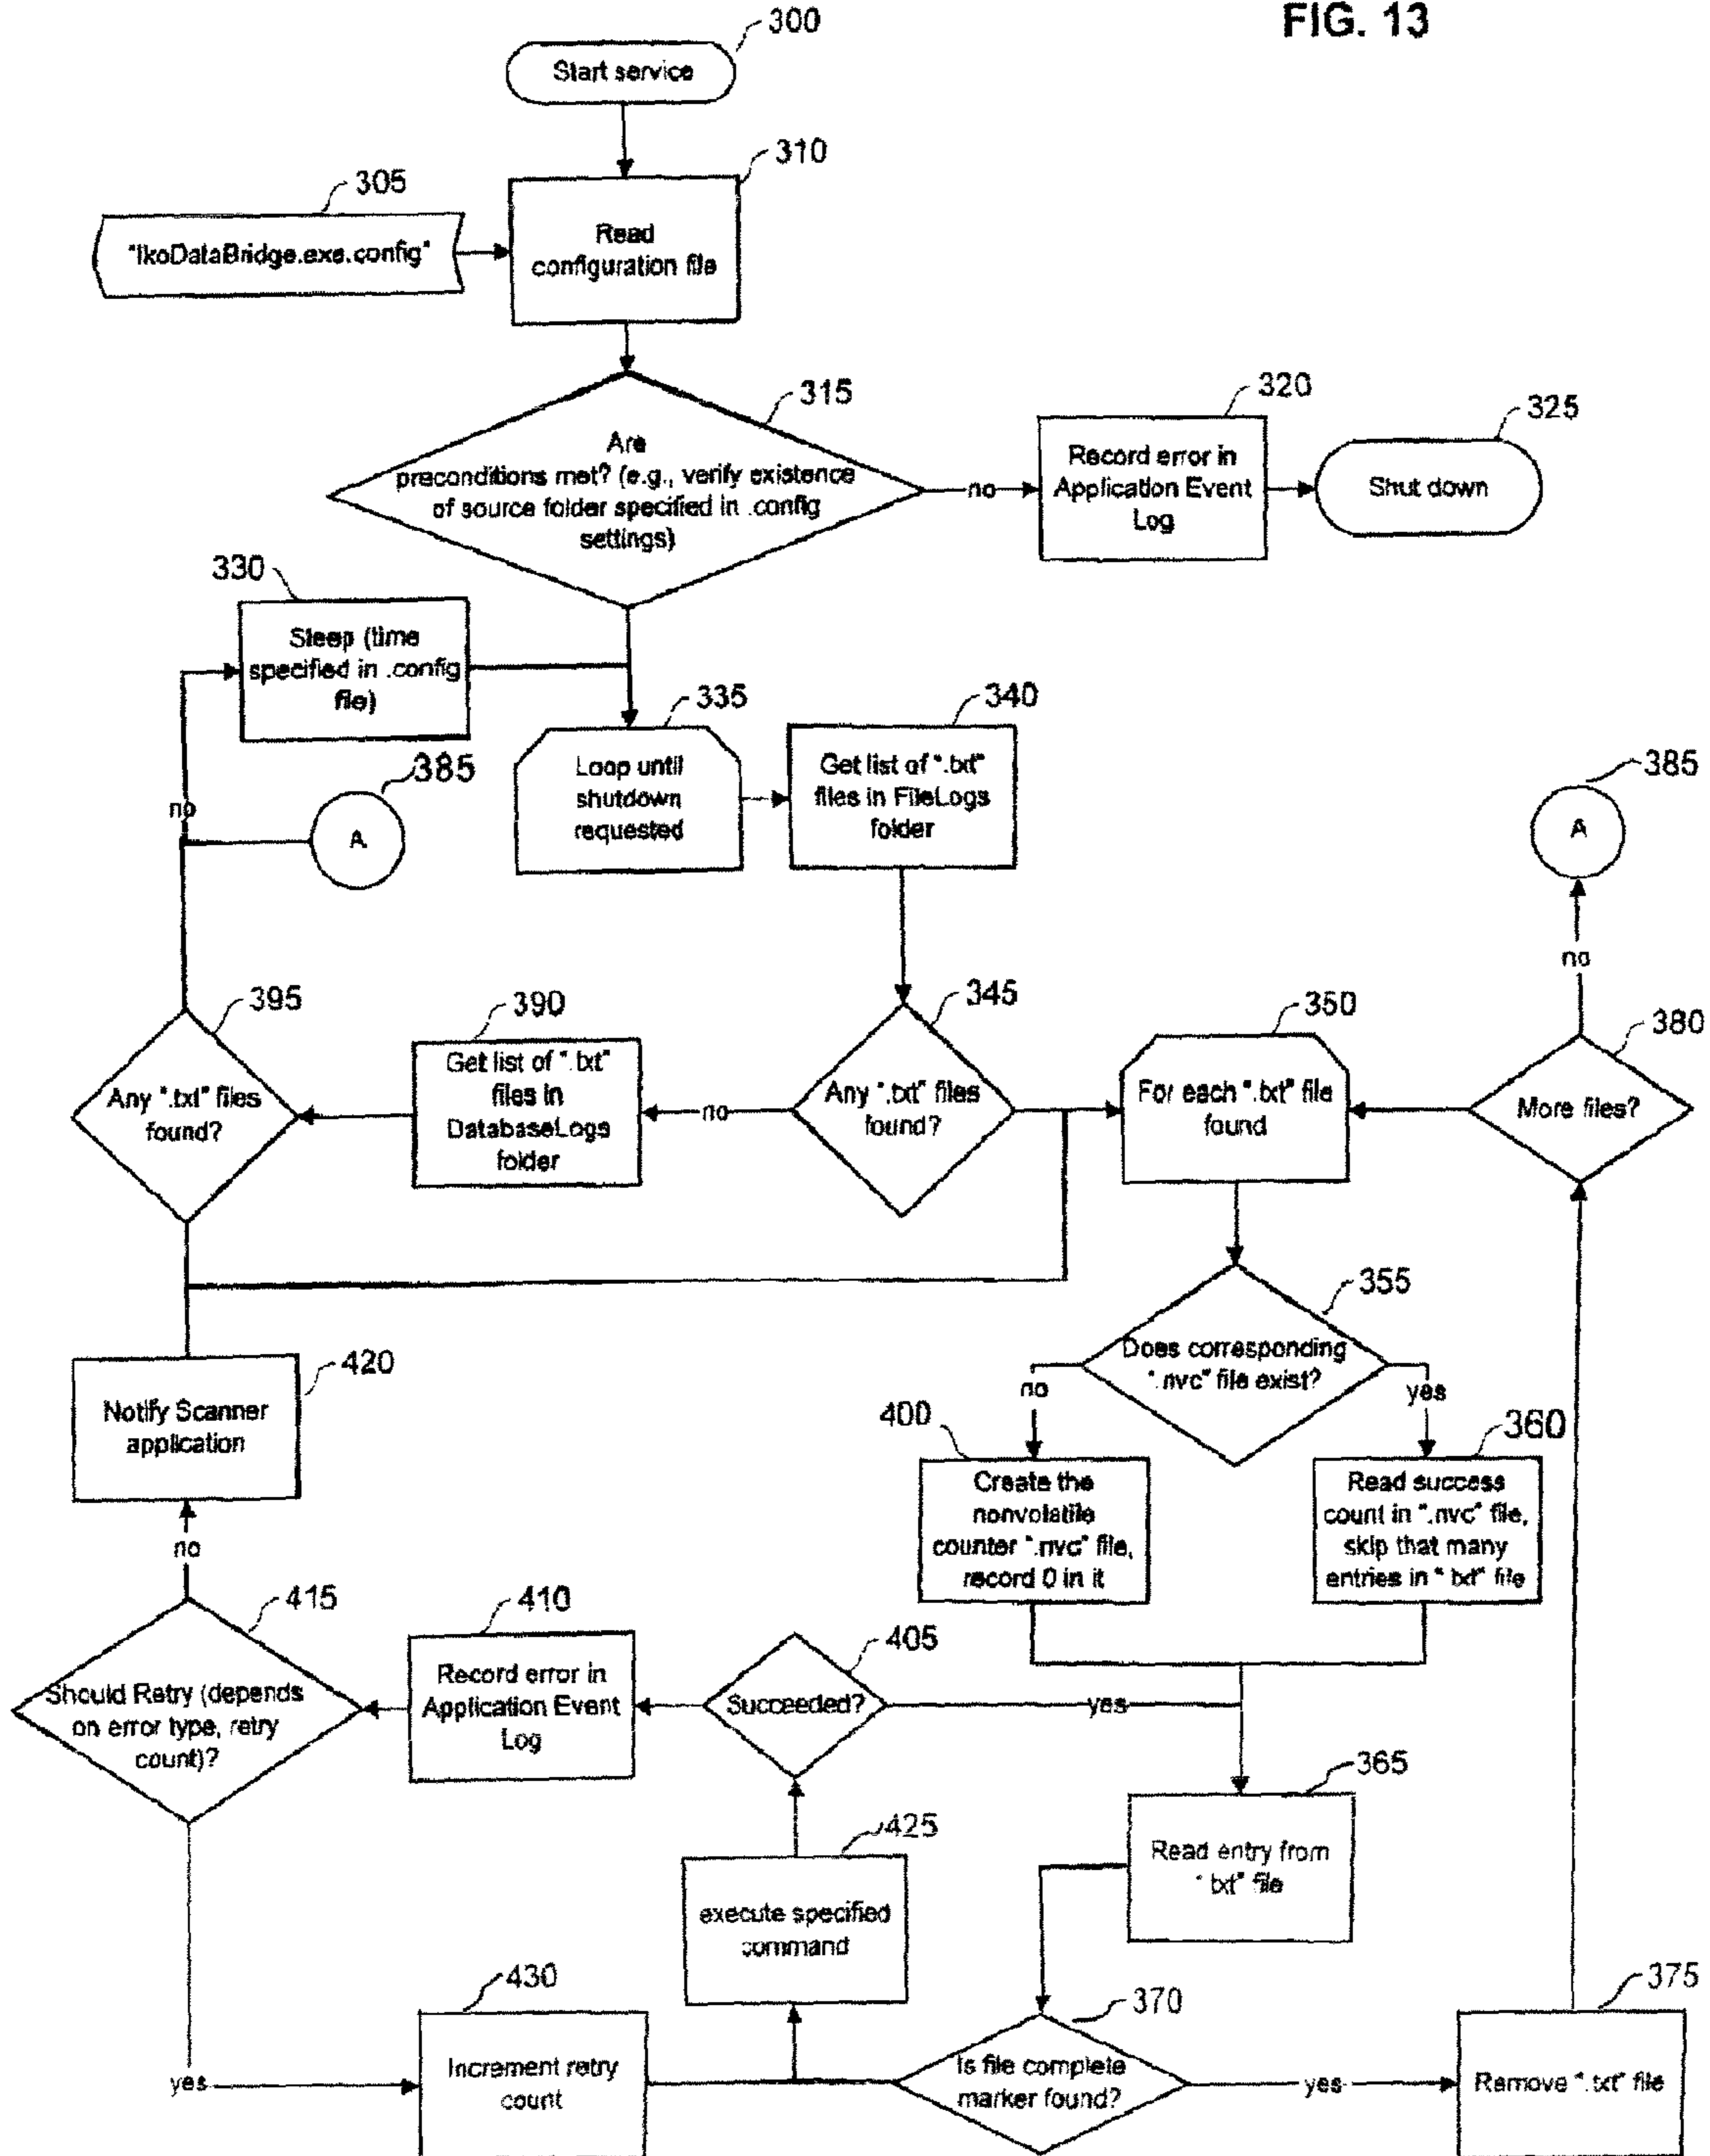 FIG. 13
300
Start service
310
305
"IkoDataBridge.exe.config"
Read
configuration file
315
Are
preconditions met? (e.g., verify existence
of source folder specified in .config
settings)
no
320
Record error in
Application Event
Log
325
Shut down
330
Sleep (time
specified in .config
file)
335
Loop until
shutdown
requested
340
Get list of ".txt"
files in FileLogs
folder
385
A
no
385
A
no
395
Any ".txt" files
found?
390
Get list of ".txt"
files in
DatabaseLogs
folder
no
345
Any ".txt" files
found?
350
For each ".txt" file
found
380
More files?
355
Does corresponding
".nvc" file exist?
no
yes
420
Notify Scanner
application
400
Create the
nonvolatile
counter ".nvc" file,
record 0 in it
360
Read success
count in ".nvc" file,
skip that many
entries in ".txt" file
no
415
Should Retry (depends
on error type, retry
count)?
410
Record error in
Application Event
Log
405
Succeeded?
yes
365
Read entry from
".txt" file
425
execute specified
command
430
Increment retry
count
yes
370
Is file complete
marker found?
yes
375
Remove ".txt" file